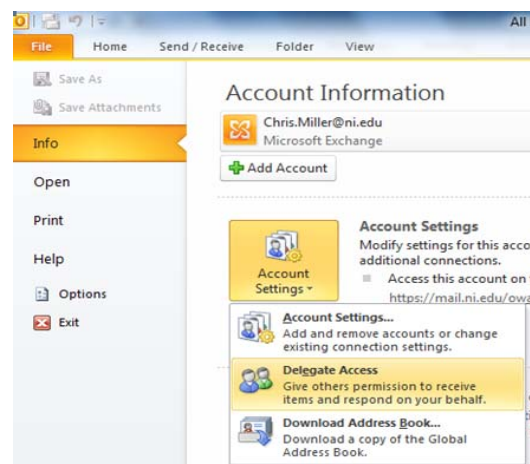 All
File Home Send / Receive Folder View
Save As
Save Attachments
Info
Open
Print
Help
Options
Exit
Account Information
Chris.Miller@ni.edu
Microsoft Exchange
Add Account
Account Settings
Modify settings for this acco
additional connections.
Access this account on
https://mail.ni.edu/owa
Account
Settings
Account Settings...
Add and remove accounts or change
existing connection settings.
Delegate Access
Give others permission to receive
items and respond on your behalf.
Download Address Book...
Download a copy of the Global
Address Book.